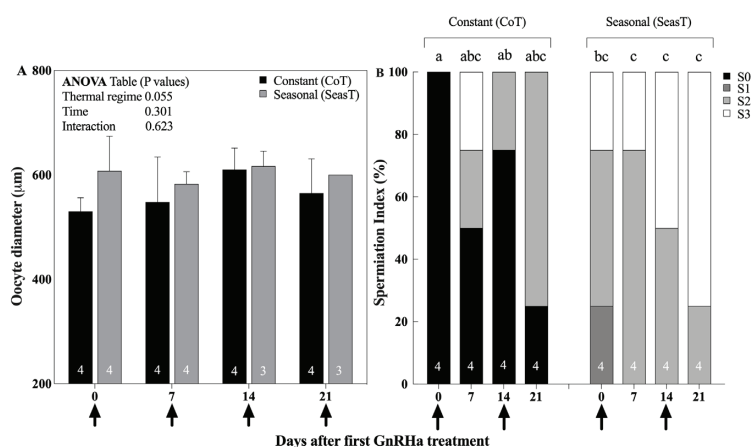 A
800
600
400
200
Oocyte diameter (μm)
ANOVA Table (P values)
Thermal regime 0.055
Time 0.301
Interaction 0.623
Constant (CoT)
Seasonal (SeasT)
4 4 4 4 4 3 4 3
0 7 14 21
B
Constant (CoT) Seasonal (SeasT)
a abc ab abc bc c c c
S0
S1
S2
S3
100
80
60
40
20
0
Spermiation Index (%)
4 4 4 4 4 4 4 4
0 7 14 21 0 7 14 21
Days after first GnRHa treatment